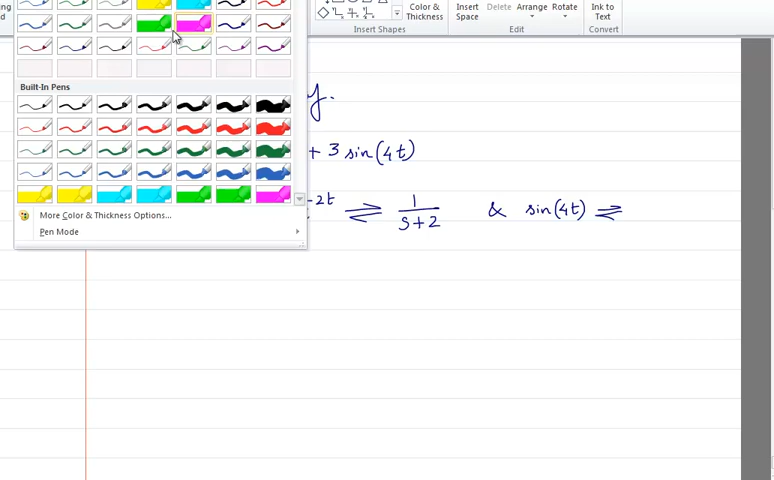 Color &
Thickness
Insert
Space
Delete
Arrange
Rotate
Ink to
Text
Insert Shapes
Edit
Convert
Built-In Pens
y.
+ 3 sin(4t)
-2t ⇌ 1/(s+2) & sin(4t) ⇌
More Color & Thickness Options...
Pen Mode